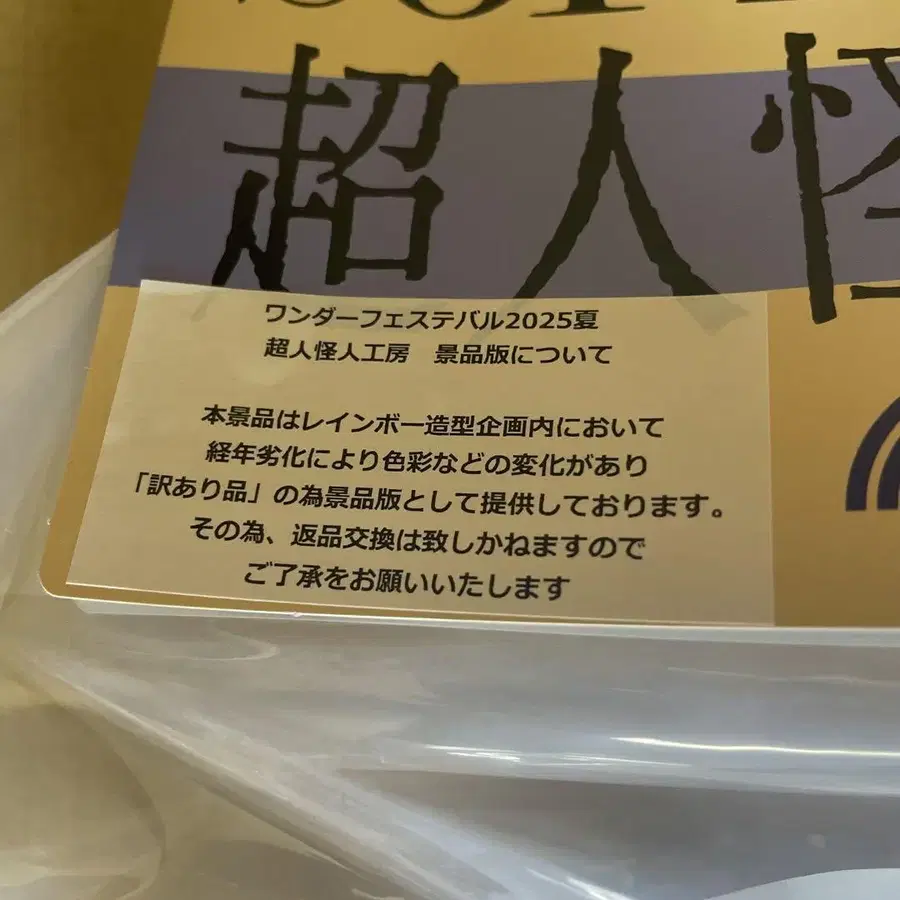 超人怪
ワンダーフェステバル2025夏
超人怪人工房　景品版について
本景品はレインボー造型企画内において
経年劣化により色彩などの変化があり
「訳あり品」の為景品版として提供しております。
その為、返品交換は致しかねますので
ご了承をお願いいたします